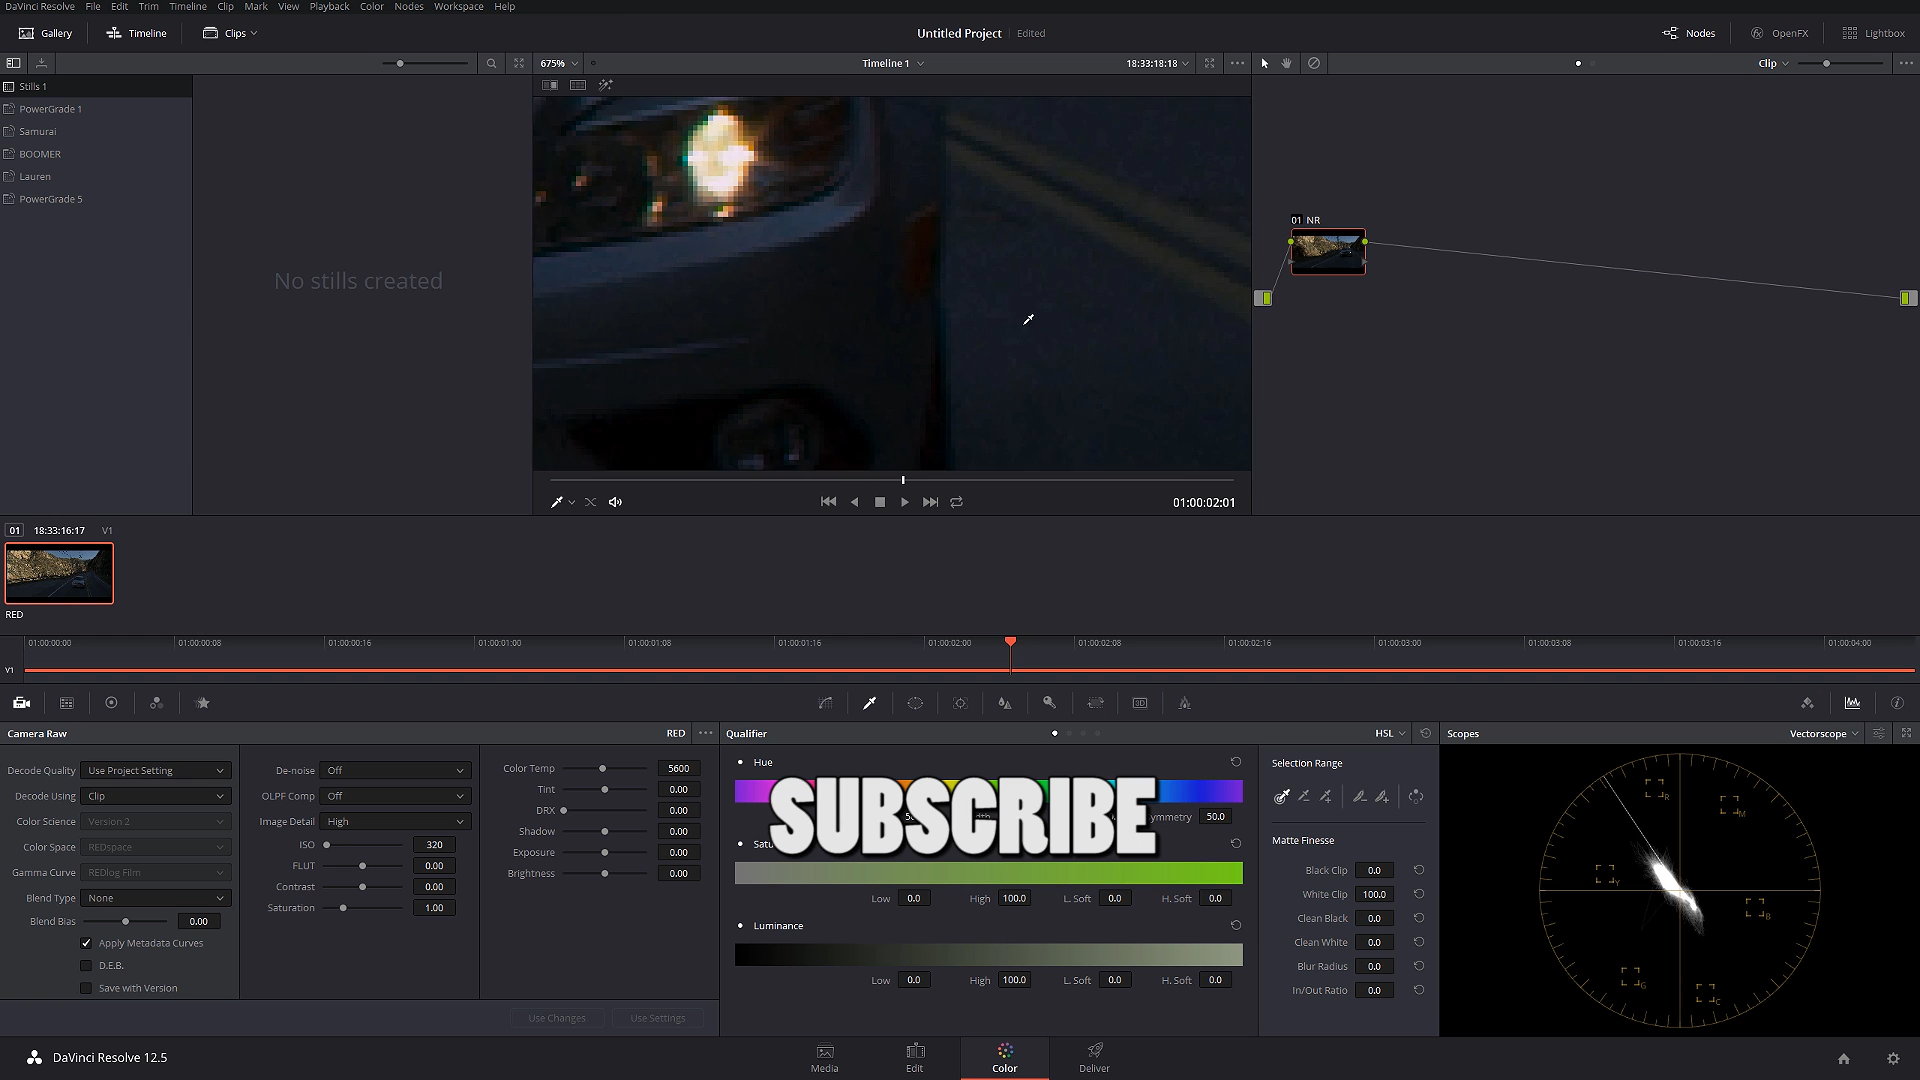 DaVinci Resolve File Edit Trim Timeline Clip Mark View Playback Color Nodes Workspace Help
Gallery Timeline Clips Untitled Project Edited Nodes OpenFX Lightbox
675% Timeline 1 18:33:18:18 Clip
Stills 1
PowerGrade 1
Samurai
BOOMER
Lauren
PowerGrade 5
No stills created
01 NR
01:00:02:01
01 18:33:16:17 V1
RED
01:00:00:00 01:00:00:08 01:00:00:16 01:00:01:00 01:00:01:08 01:00:01:16 01:00:02:00 01:00:02:08 01:00:02:16 01:00:03:00 01:00:03:08 01:00:03:16 01:00:04:00
V1
3D
Camera Raw RED
Decode Quality Use Project Setting
Decode Using Clip
Color Science Version 2
Color Space REDspace
Gamma Curve REDlog Film
Blend Type None
Blend Bias 0.00
Apply Metadata Curves
D.E.B.
Save with Version
De-noise Off
OLPF Comp Off
Image Detail High
ISO 320
FLUT 0.00
Contrast 0.00
Saturation 1.00
Color Temp 5600
Tint 0.00
DRX 0.00
Shadow 0.00
Exposure 0.00
Brightness 0.00
Use Changes Use Settings
Qualifier HSL
Hue
SUBSCRIBE
50.0
Low 0.0 High 100.0 L. Soft 0.0 H. Soft 0.0
Luminance
Low 0.0 High 100.0 L. Soft 0.0 H. Soft 0.0
Selection Range
Matte Finesse
Black Clip 0.0
White Clip 100.0
Clean Black 0.0
Clean White 0.0
Blur Radius 0.0
In/Out Ratio 0.0
Scopes Vectorscope
R
M
Y
B
G
C
DaVinci Resolve 12.5 Media Edit Color Deliver